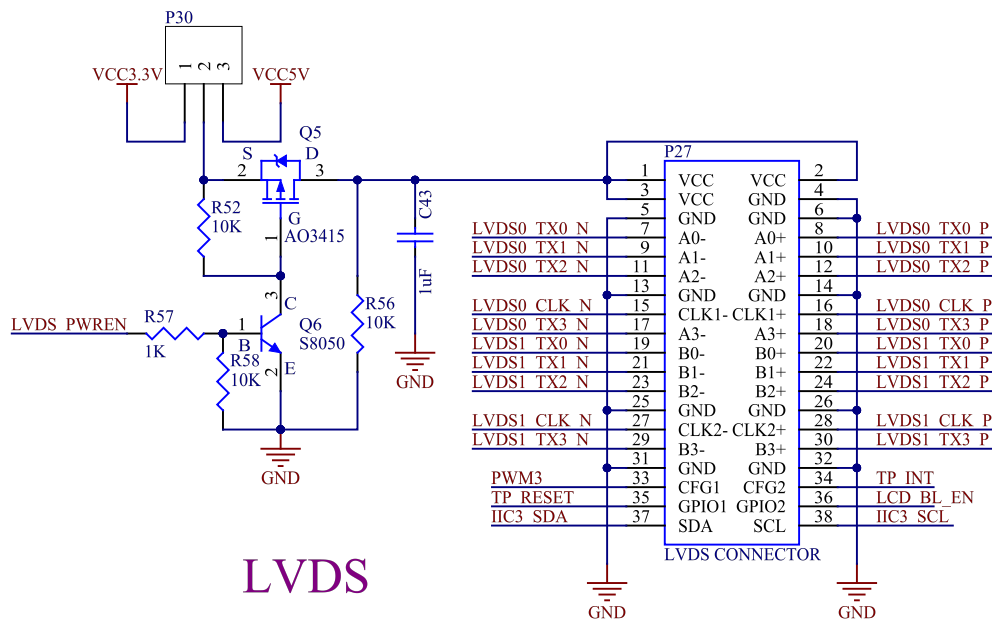 P30
1 2 3
VCC3.3V
VCC5V
Q5
S
D
2
3
G
AO3415
1
R52
10K
C43
1uF
3
C
LVDS_PWREN
R57
1K
1
B
Q6
S8050
R58
10K
2
E
R56
10K
GND
GND
LVDS
P27
1 VCC VCC 2
3 VCC GND 4
5 GND GND 6
LVDS0_TX0_N 7 A0- A0+ 8 LVDS0_TX0_P
LVDS0_TX1_N 9 A1- A1+ 10 LVDS0_TX1_P
LVDS0_TX2_N 11 A2- A2+ 12 LVDS0_TX2_P
13 GND GND 14
LVDS0_CLK_N 15 CLK1- CLK1+ 16 LVDS0_CLK_P
LVDS0_TX3_N 17 A3- A3+ 18 LVDS0_TX3_P
LVDS1_TX0_N 19 B0- B0+ 20 LVDS1_TX0_P
LVDS1_TX1_N 21 B1- B1+ 22 LVDS1_TX1_P
LVDS1_TX2_N 23 B2- B2+ 24 LVDS1_TX2_P
25 GND GND 26
LVDS1_CLK_N 27 CLK2- CLK2+ 28 LVDS1_CLK_P
LVDS1_TX3_N 29 B3- B3+ 30 LVDS1_TX3_P
31 GND GND 32
PWM3 33 CFG1 CFG2 34 TP_INT
TP_RESET 35 GPIO1 GPIO2 36 LCD_BL_EN
IIC3_SDA 37 SDA SCL 38 IIC3_SCL
LVDS CONNECTOR
GND
GND